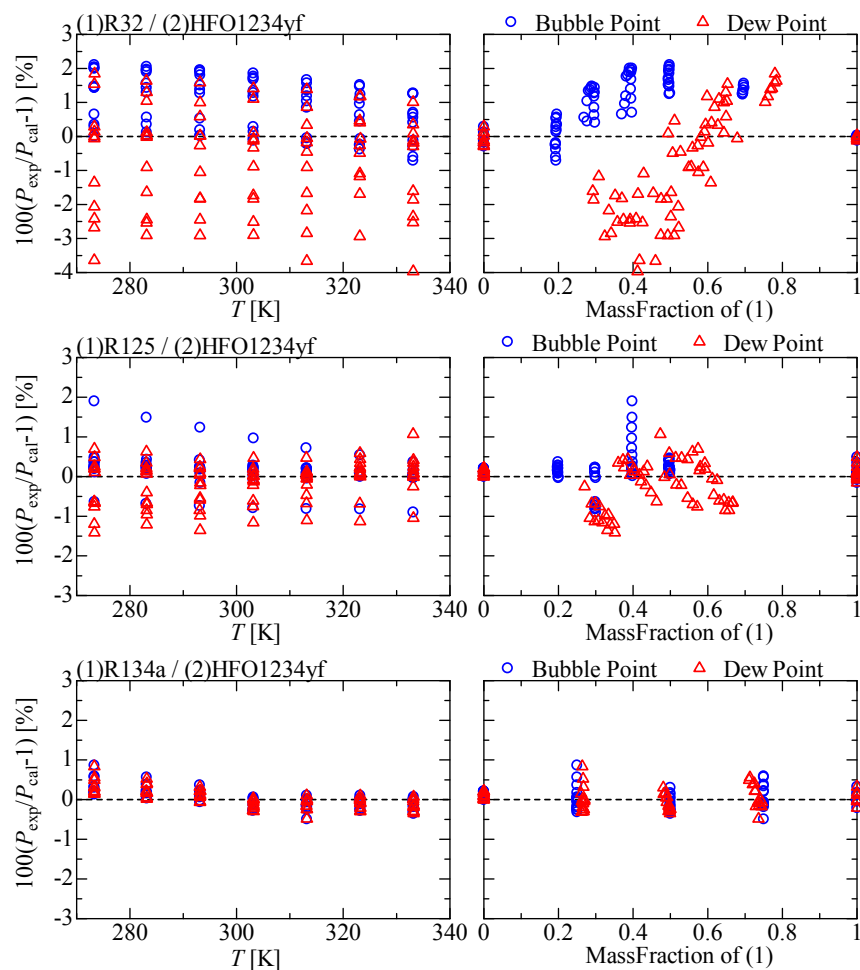 (1)R32 / (2)HFO1234yf
Bubble Point Dew Point
100(Pexp/Pcal-1) [%]
3
2
1
0
-1
-2
-3
-4
280 300 320 340
T [K]
0 0.2 0.4 0.6 0.8 1
MassFraction of (1)
(1)R125 / (2)HFO1234yf
Bubble Point Dew Point
100(Pexp/Pcal-1) [%]
3
2
1
0
-1
-2
-3
280 300 320 340
T [K]
0 0.2 0.4 0.6 0.8 1
MassFraction of (1)
(1)R134a / (2)HFO1234yf
Bubble Point Dew Point
100(Pexp/Pcal-1) [%]
3
2
1
0
-1
-2
-3
280 300 320 340
T [K]
0 0.2 0.4 0.6 0.8 1
MassFraction of (1)